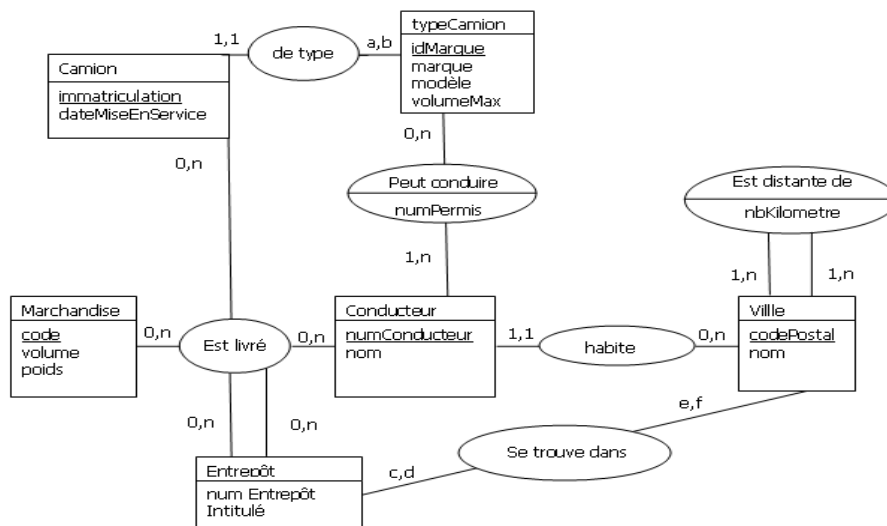 typeCamion
1,1
de type
a,b
idMarque
marque
modèle
volumeMax
Camion
immatriculation
dateMiseEnService
0,n
0,n
Peut conduire
numPermis
Est distante de
nbKilometre
1,n
1,n
1,n
Marchandise
code
volume
poids
0,n
Est livré
0,n
Conducteur
numConducteur
nom
1,1
habite
0,n
Villle
codePostal
nom
0,n
0,n
e,f
Se trouve dans
c,d
Entrepôt
num Entrepôt
Intitulé